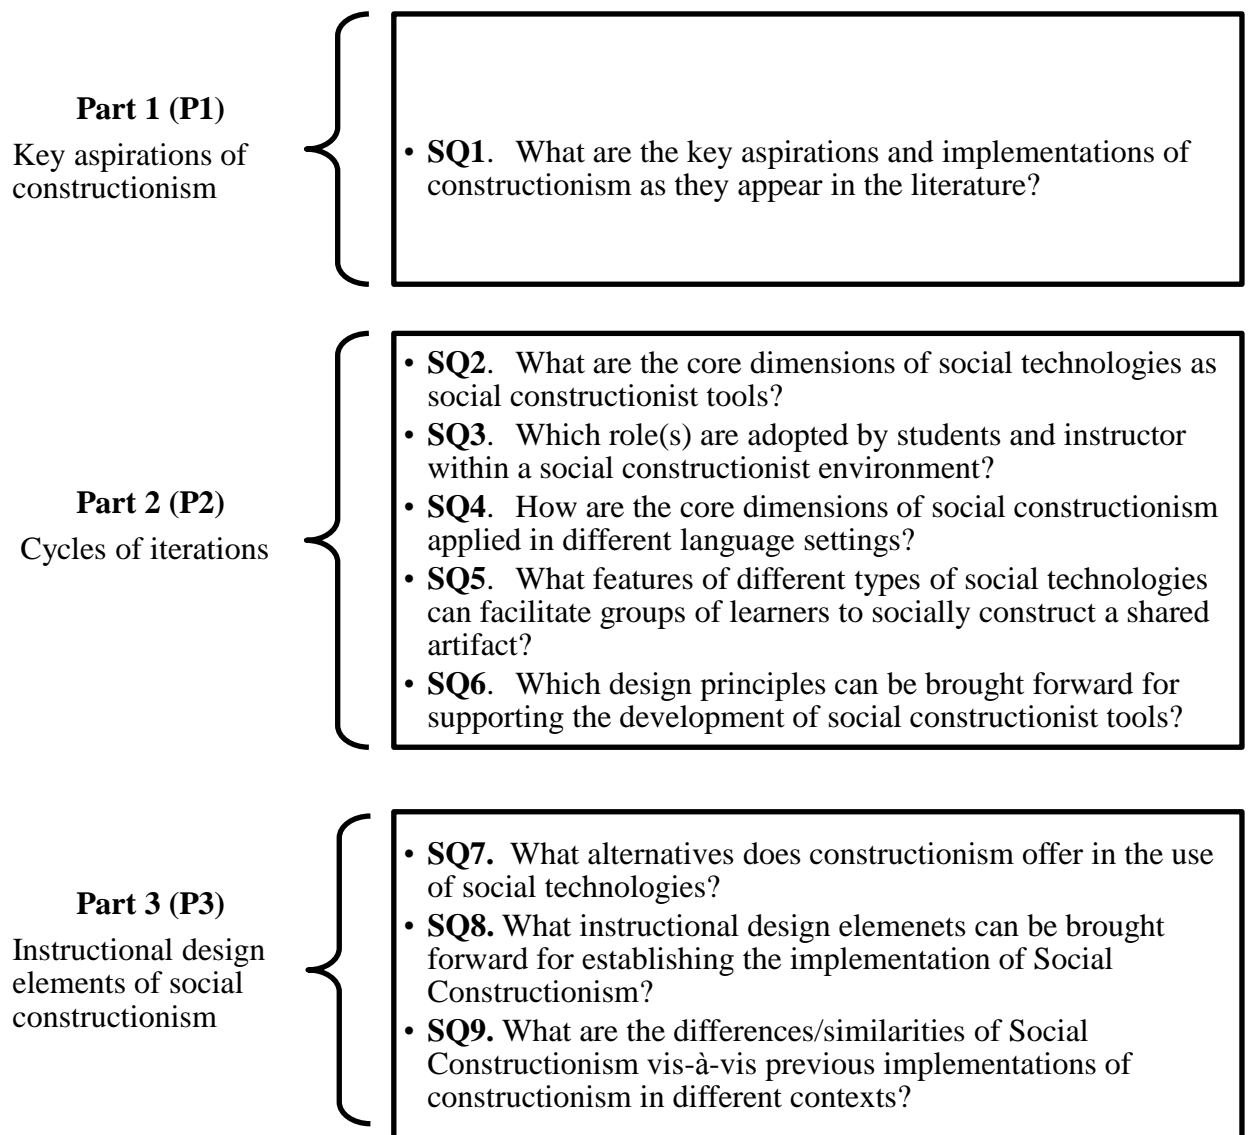 Part 1 (P1)
Key aspirations of
constructionism
• SQ1. What are the key aspirations and implementations of
constructionism as they appear in the literature?
Part 2 (P2)
Cycles of iterations
• SQ2. What are the core dimensions of social technologies as
social constructionist tools?
• SQ3. Which role(s) are adopted by students and instructor
within a social constructionist environment?
• SQ4. How are the core dimensions of social constructionism
applied in different language settings?
• SQ5. What features of different types of social technologies
can facilitate groups of learners to socially construct a shared
artifact?
• SQ6. Which design principles can be brought forward for
supporting the development of social constructionist tools?
Part 3 (P3)
Instructional design
elements of social
constructionism
• SQ7. What alternatives does constructionism offer in the use
of social technologies?
• SQ8. What instructional design elemenets can be brought
forward for establishing the implementation of Social
Constructionism?
• SQ9. What are the differences/similarities of Social
Constructionism vis-à-vis previous implementations of
constructionism in different contexts?